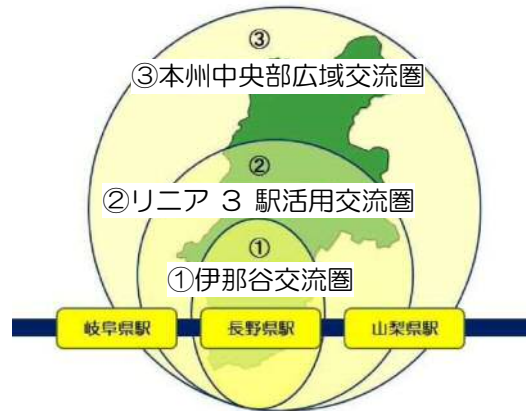 ③
③本州中央部広域交流圏
②
②リニア 3 駅活用交流圏
①
①伊那谷交流圏
岐阜県駅
長野県駅
山梨県駅